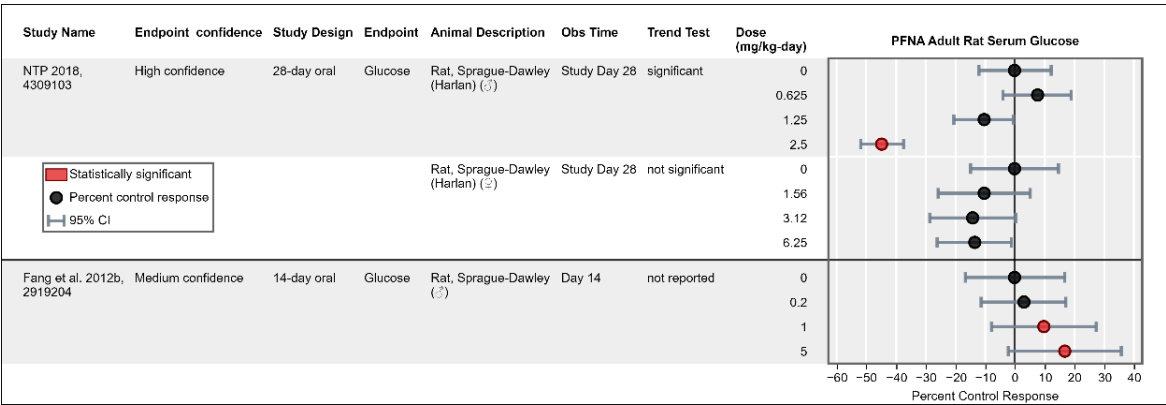 Study Name Endpoint confidence Study Design Endpoint Animal Description Obs Time Trend Test Dose (mg/kg-day) PFNA Adult Rat Serum Glucose
NTP 2018, High confidence 28-day oral Glucose Rat, Sprague-Dawley Study Day 28 significant 0
4309103 (Harlan) (♂)
0.625
1.25
2.5
Rat, Sprague-Dawley Study Day 28 not significant 0
(Harlan) (♀)
1.56
3.12
6.25
Statistically significant
Percent control response
95% CI
Fang et al. 2012b, Medium confidence 14-day oral Glucose Rat, Sprague-Dawley Day 14 not reported 0
2919204 (♂)
0.2
1
5
−60 −50 −40 −30 −20 −10 0 10 20 30 40
Percent Control Response